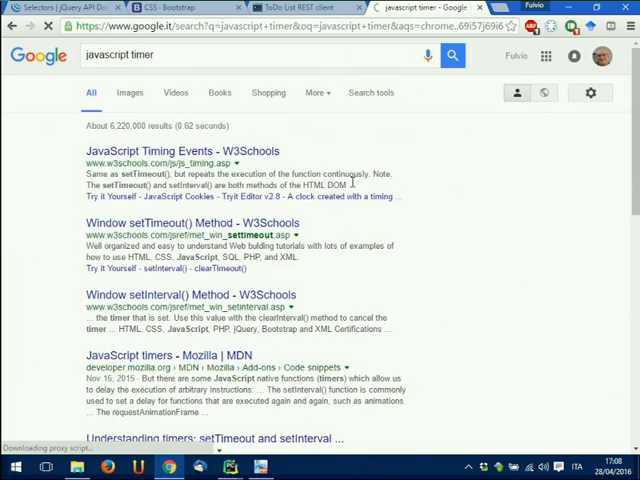 Fulvio
Selectors | jQuery API Do
CSS · Bootstrap
ToDo List REST client
javascript timer - Google
https://www.google.it/search?q=javascript+timer&oq=javascript+timer&aqs=chrome..69i57j69i6
Google
javascript timer
Fulvio
All
Images
Videos
Books
Shopping
More
Search tools
About 6,220,000 results (0.62 seconds)
JavaScript Timing Events - W3Schools
www.w3schools.com/js/js_timing.asp
Same as setTimeout(), but repeats the execution of the function continuously. Note,
The setTimeout() and setInterval() are both methods of the HTML DOM
Try it Yourself - JavaScript Cookies - Tryit Editor v2.8 - A clock created with a timing ...
Window setTimeout() Method - W3Schools
www.w3schools.com/jsref/met_win_settimeout.asp
Well organized and easy to understand Web bulding tutorials with lots of examples of
how to use HTML, CSS, JavaScript, SQL, PHP, and XML.
Try it Yourself - setInterval() - clearTimeout()
Window setInterval() Method - W3Schools
www.w3schools.com/jsref/met_win_setinterval.asp
... the timer that is set. Use this value with the clearInterval() method to cancel the
timer ... HTML, CSS, JavaScript, PHP, jQuery, Bootstrap and XML Certifications ...
JavaScript timers - Mozilla | MDN
developer.mozilla.org › MDN › Mozilla › Add-ons › Code snippets
Nov 16, 2015 - But there are some JavaScript native functions (timers) which allow us
to delay the execution of arbitrary instructions: ... The setInterval() function is
commonly used to set a delay for functions that are executed again and again, such as animations.
... The requestAnimationFrame ...
Understanding timers: setTimeout and setInterval ...
Downloading proxy script...
ITA
17:08
28/04/2016